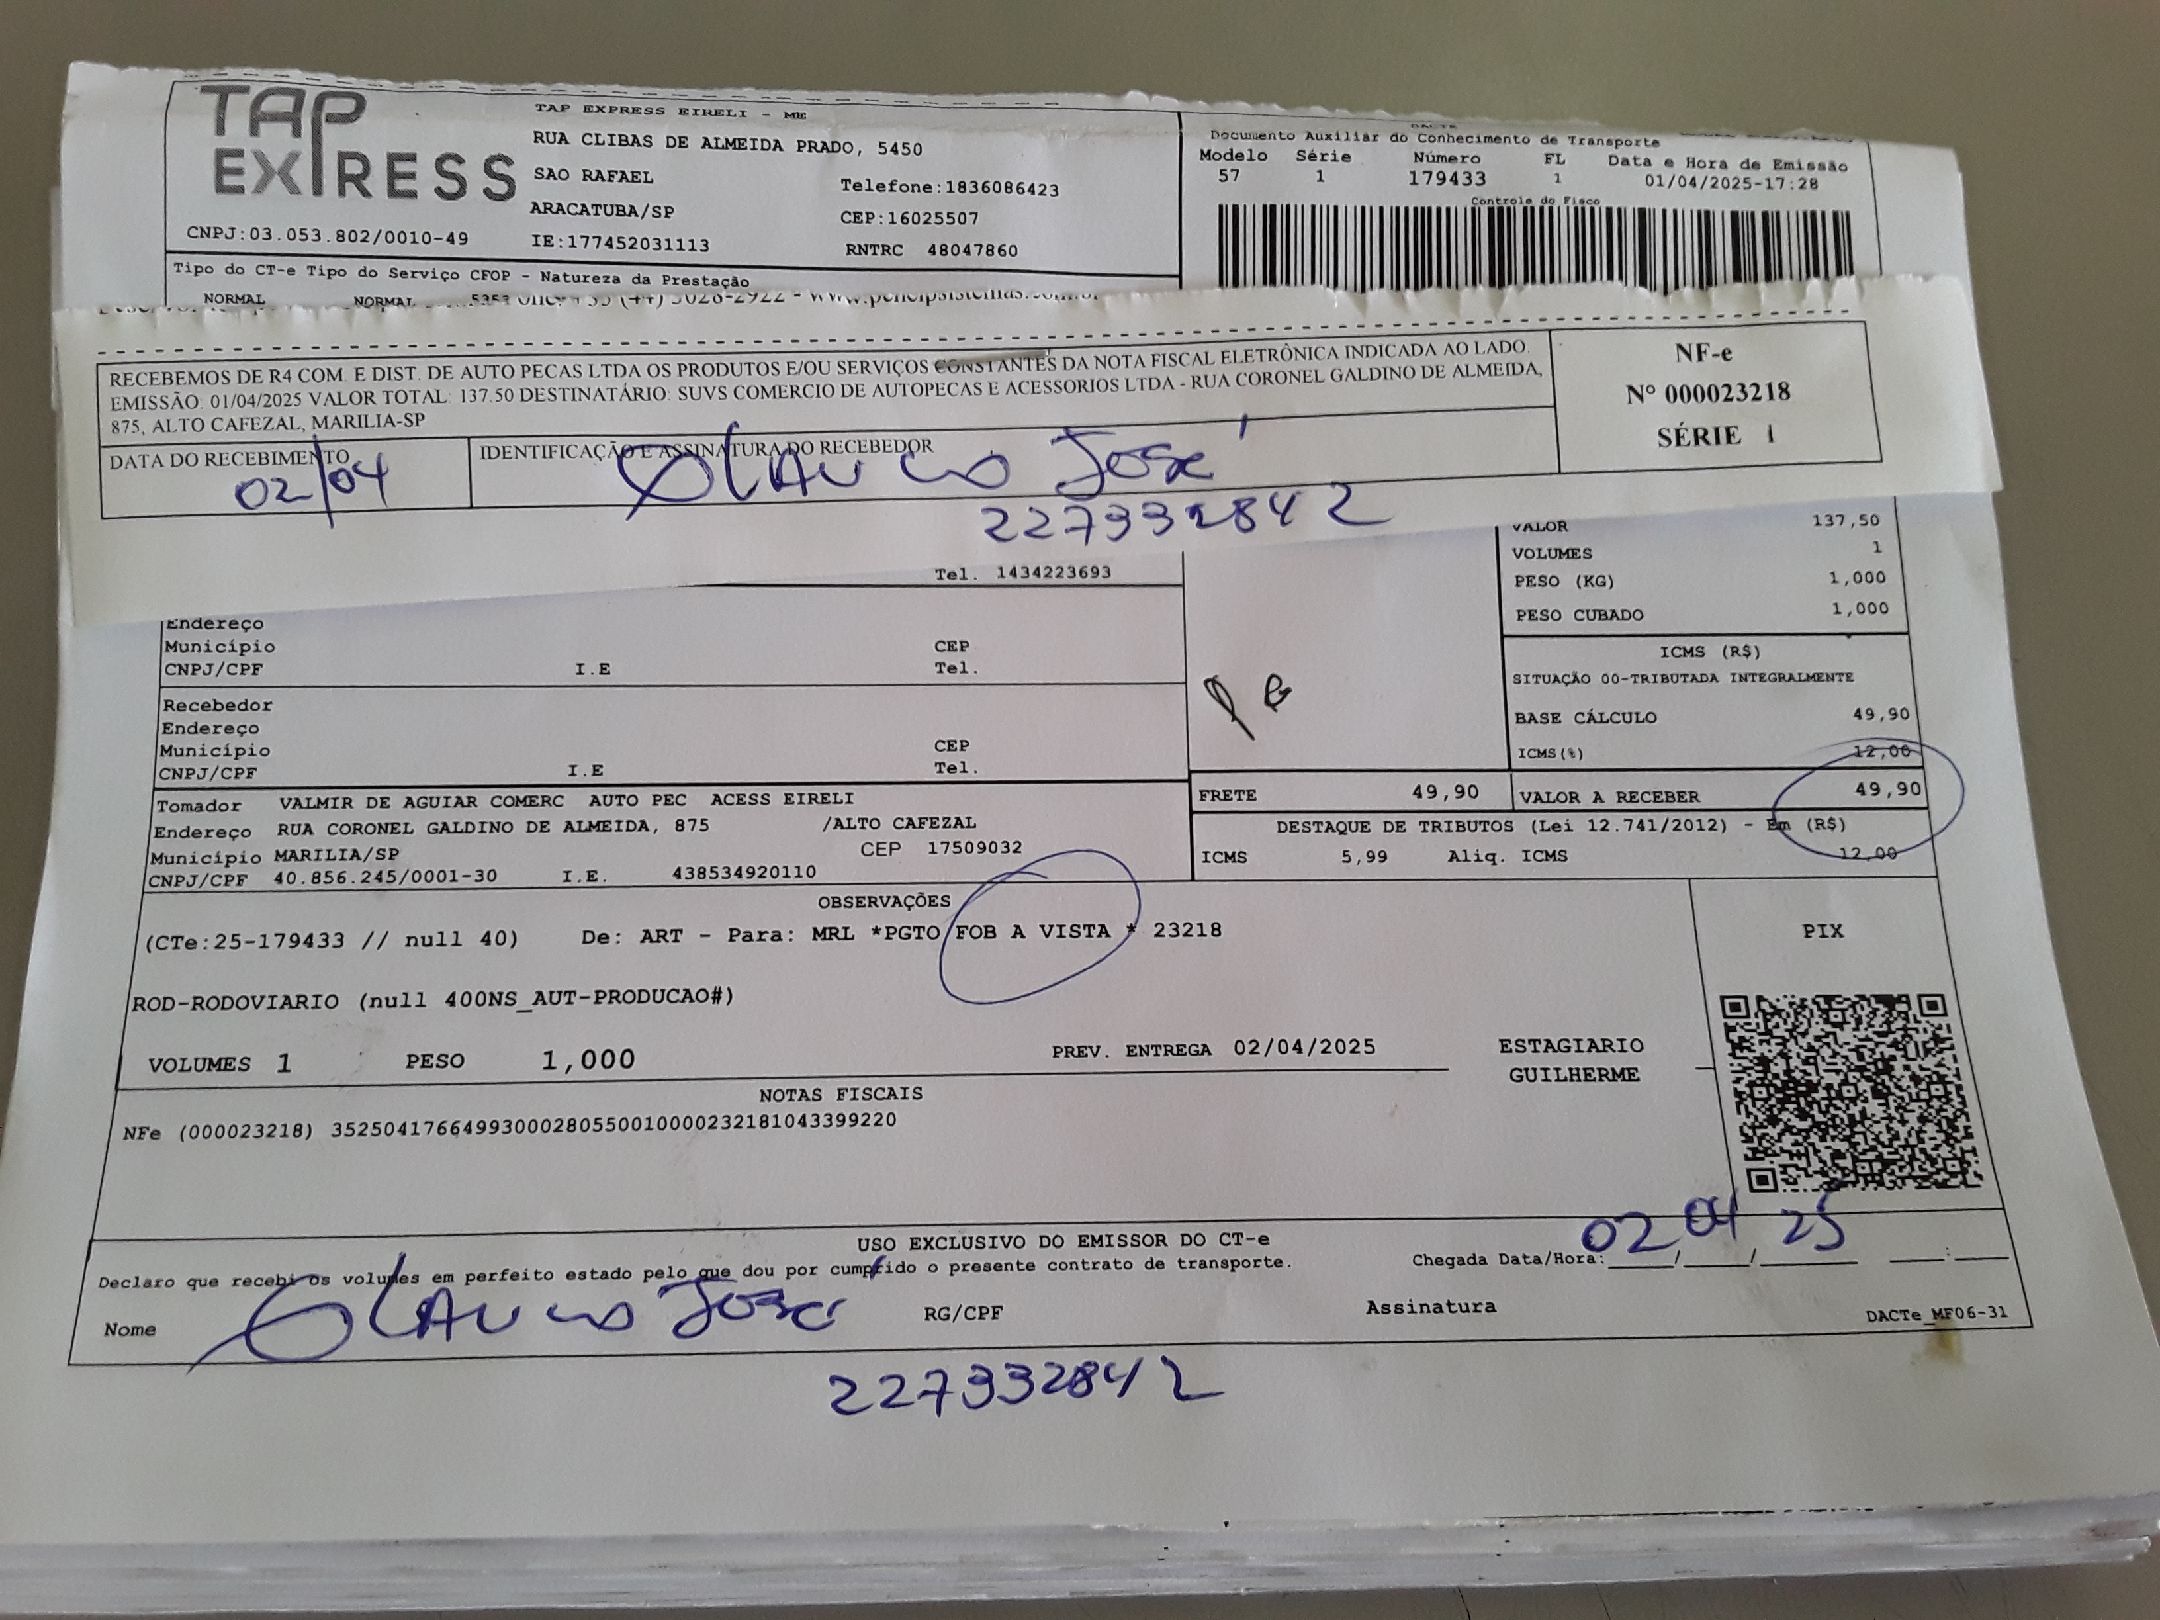 TAP EXPRESS
TAP EXPRESS EIRELI - ME
RUA CLIBAS DE ALMEIDA PRADO, 5450
SAO RAFAEL
Telefone:1836086423
ARACATUBA/SP
CEP:16025507
CNPJ:03.053.802/0010-49
IE:177452031113
RNTRC 48047860
DACTE
Documento Auxiliar do Conhecimento de Transporte
Modelo Série Número FL Data e Hora de Emissão
57 1 179433 1 01/04/2025-17:28
Controle do Fisco
Tipo do CT-e Tipo do Serviço CFOP - Natureza da Prestação
NORMAL NORMAL 5353
RECEBEMOS DE R4 COM. E DIST. DE AUTO PECAS LTDA OS PRODUTOS E/OU SERVIÇOS CONSTANTES DA NOTA FISCAL ELETRÔNICA INDICADA AO LADO.
EMISSÃO: 01/04/2025 VALOR TOTAL: 137.50 DESTINATÁRIO: SUVS COMERCIO DE AUTOPECAS E ACESSORIOS LTDA - RUA CORONEL GALDINO DE ALMEIDA,
875, ALTO CAFEZAL, MARILIA-SP
NF-e
Nº 000023218
SÉRIE 1
DATA DO RECEBIMENTO
02/04
IDENTIFICAÇÃO E ASSINATURA DO RECEBEDOR
GLAUCO José
227332842
VALOR 137,50
VOLUMES 1
PESO (KG) 1,000
PESO CUBADO 1,000
Tel. 1434223693
Endereço
Município CEP
CNPJ/CPF I.E Tel.
Recebedor
Endereço
Município CEP
CNPJ/CPF I.E Tel.
PG
ICMS (R$)
SITUAÇÃO 00-TRIBUTADA INTEGRALMENTE
BASE CÁLCULO 49,90
ICMS(%) 12,00
FRETE 49,90 VALOR A RECEBER 49,90
DESTAQUE DE TRIBUTOS (Lei 12.741/2012) - Em (R$)
ICMS 5,99 Aliq. ICMS 12,00
Tomador VALMIR DE AGUIAR COMERC AUTO PEC ACESS EIRELI
Endereço RUA CORONEL GALDINO DE ALMEIDA, 875 /ALTO CAFEZAL
Município MARILIA/SP CEP 17509032
CNPJ/CPF 40.856.245/0001-30 I.E. 438534920110
OBSERVAÇÕES
(CTe:25-179433 // null 40) De: ART - Para: MRL *PGTO FOB A VISTA * 23218
PIX
ROD-RODOVIARIO (null 400NS_AUT-PRODUCAO#)
VOLUMES 1 PESO 1,000 PREV. ENTREGA 02/04/2025
ESTAGIARIO
GUILHERME
NOTAS FISCAIS
NFe (000023218) 35250417664993000280550010000232181043399220
USO EXCLUSIVO DO EMISSOR DO CT-e
Declaro que recebi os volumes em perfeito estado pelo que dou por cumprido o presente contrato de transporte.
Chegada Data/Hora: 02/04/25 :
Nome GLAUCO José RG/CPF Assinatura
DACTe_MF06-31
227332842